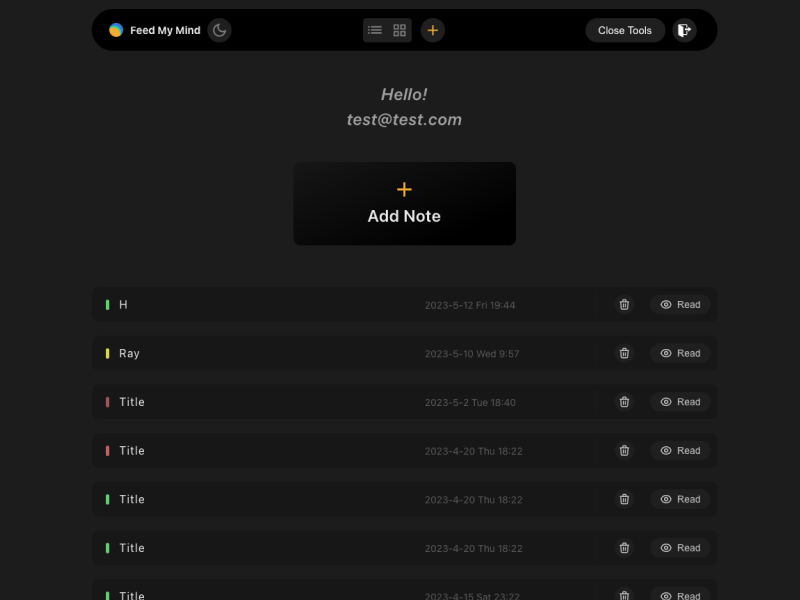 Feed My Mind
Close Tools
Hello!
test@test.com
Add Note
H 2023-5-12 Fri 19:44 Read
Ray 2023-5-10 Wed 9:57 Read
Title 2023-5-2 Tue 18:40 Read
Title 2023-4-20 Thu 18:22 Read
Title 2023-4-20 Thu 18:22 Read
Title 2023-4-20 Thu 18:22 Read
Title 2023-4-15 Sat 23:22 Read